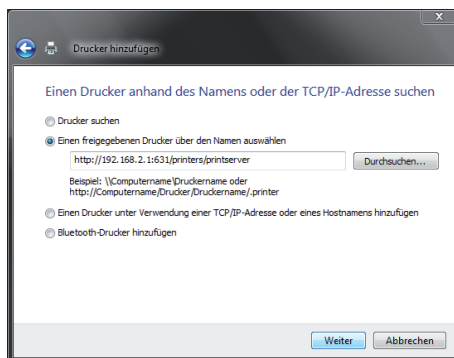 Drucker hinzufügen
Einen Drucker anhand des Namens oder der TCP/IP-Adresse suchen
Drucker suchen
Einen freigegebenen Drucker über den Namen auswählen
http://192.168.2.1:631/printers/printserver
Durchsuchen...
Beispiel: \\Computername\Druckername oder
http://Computername/Drucker/Druckername/.printer
Einen Drucker unter Verwendung einer TCP/IP-Adresse oder eines Hostnamens hinzufügen
Bluetooth-Drucker hinzufügen
Weiter
Abbrechen